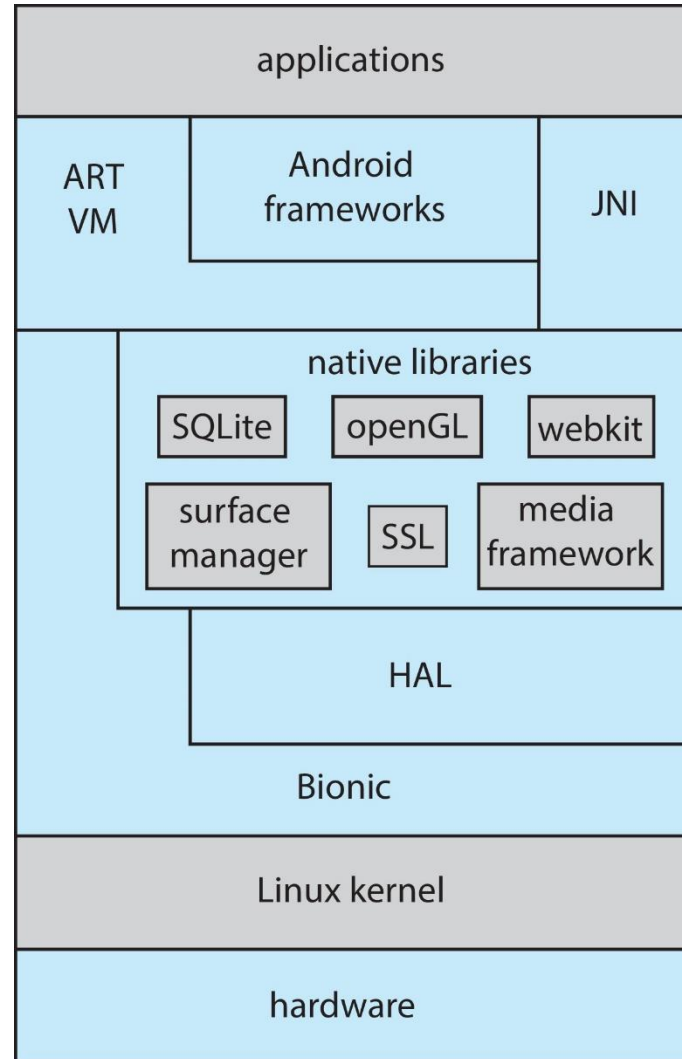 applications
ART
VM
Android
frameworks
JNI
native libraries
SQLite
openGL
webkit
surface
manager
SSL
media
framework
HAL
Bionic
Linux kernel
hardware